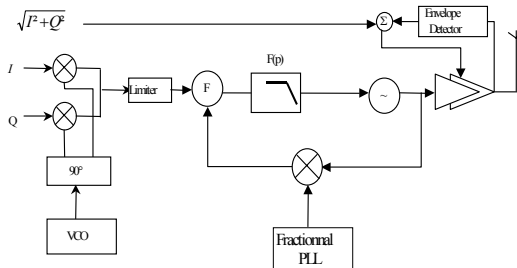 √I²+Q²
Σ
Envelope
Detector
I
F(p)
Limiter
F
~
Q
90°
VCO
Fractionnal
PLL